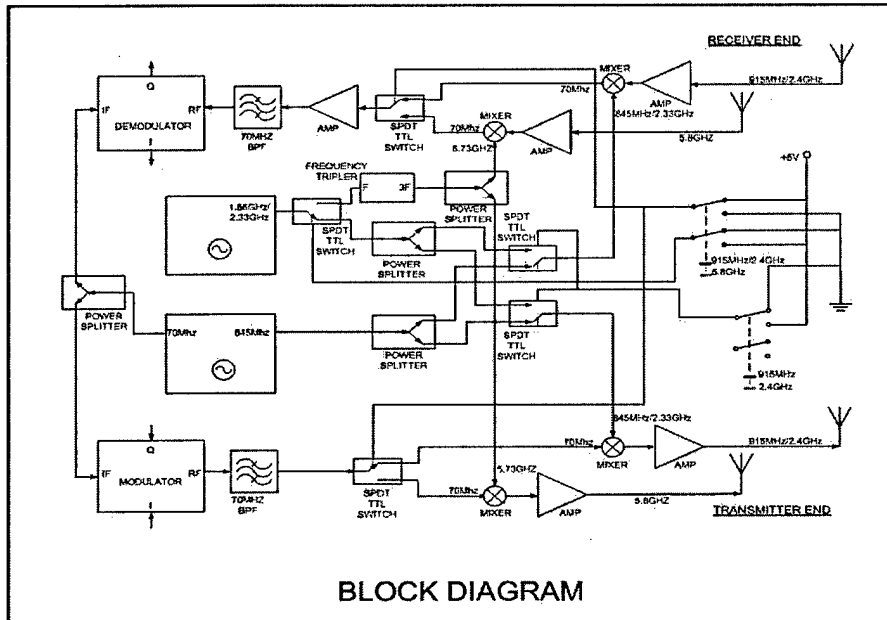 RECEIVER END
MIXER
915MHz/2.4GHz
AMP
845MHz/2.33GHz
70Mhz
Q
IF
RF
DEMODULATOR
I
70MHZ
BPF
AMP
SPDT
TTL
SWITCH
MIXER
70Mhz
5.73GHZ
AMP
5.8GHZ
+5V
FREQUENCY
TRIPLER
F
3F
POWER
SPLITTER
2.33GHZ
SPDT
TTL
SWITCH
POWER
SPLITTER
SPDT
TTL
SWITCH
915MHz/2.4GHz
5.8GHz
POWER
SPLITTER
70Mhz
845Mhz
POWER
SPLITTER
SPDT
TTL
SWITCH
915MHz
2.4GHz
Q
IF
RF
MODULATOR
I
70MHZ
BPF
SPDT
TTL
SWITCH
845MHz/2.33GHz
70Mhz
MIXER
AMP
915MHz/2.4GHz
5.73GHZ
70Mhz
MIXER
AMP
5.8GHZ
TRANSMITTER END
BLOCK DIAGRAM